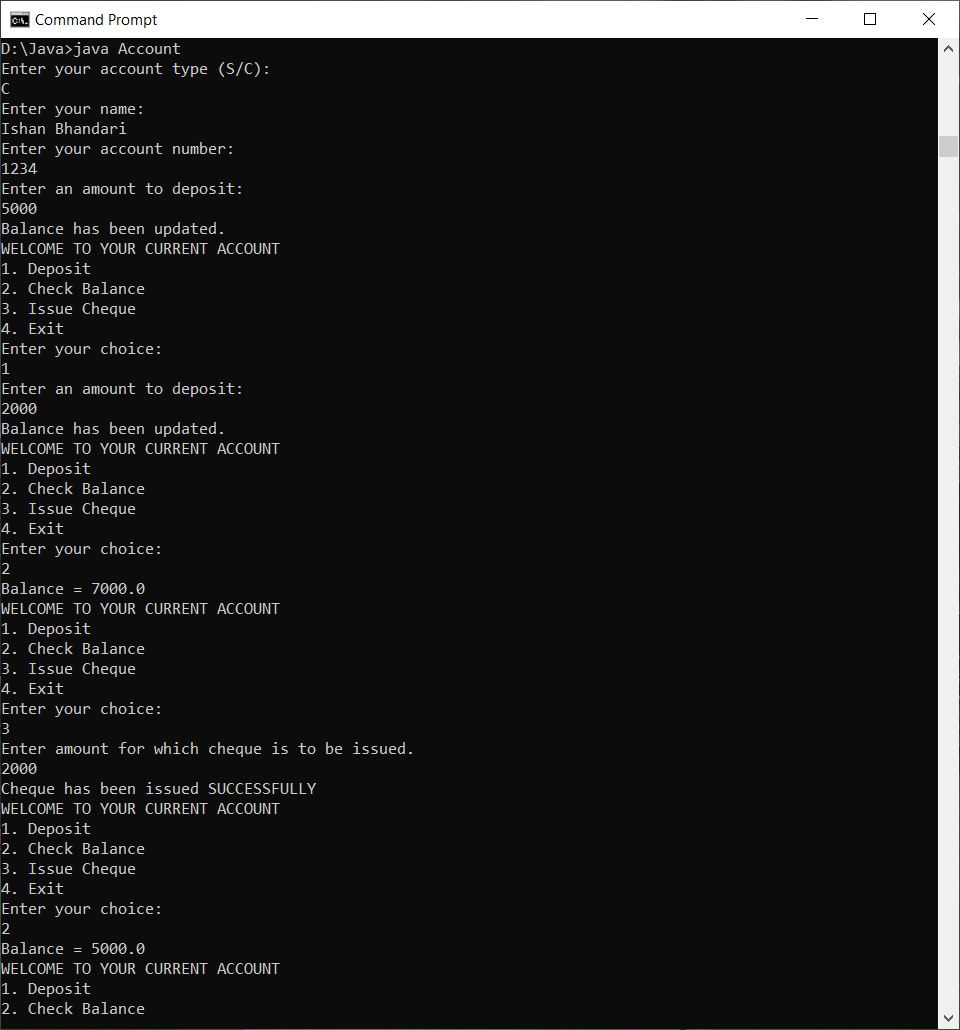 Command Prompt
D:\Java>java Account
Enter your account type (S/C):
C
Enter your name:
Ishan Bhandari
Enter your account number:
1234
Enter an amount to deposit:
5000
Balance has been updated.
WELCOME TO YOUR CURRENT ACCOUNT
1. Deposit
2. Check Balance
3. Issue Cheque
4. Exit
Enter your choice:
1
Enter an amount to deposit:
2000
Balance has been updated.
WELCOME TO YOUR CURRENT ACCOUNT
1. Deposit
2. Check Balance
3. Issue Cheque
4. Exit
Enter your choice:
2
Balance = 7000.0
WELCOME TO YOUR CURRENT ACCOUNT
1. Deposit
2. Check Balance
3. Issue Cheque
4. Exit
Enter your choice:
3
Enter amount for which cheque is to be issued.
2000
Cheque has been issued SUCCESSFULLY
WELCOME TO YOUR CURRENT ACCOUNT
1. Deposit
2. Check Balance
3. Issue Cheque
4. Exit
Enter your choice:
2
Balance = 5000.0
WELCOME TO YOUR CURRENT ACCOUNT
1. Deposit
2. Check Balance